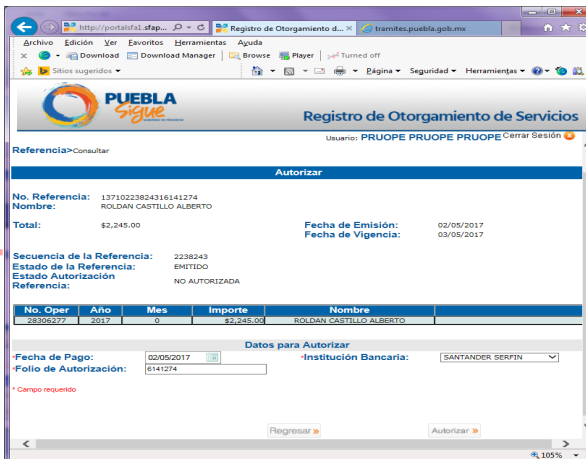 http://portalsfa1.sfap...
Registro de Otorgamiento d...
tramites.puebla.gob.mx
Archivo Edición Ver Favoritos Herramientas Ayuda
Download Download Manager Browse Player Turned off
Sitios sugeridos Página Seguridad Herramientas
PUEBLA
Sigue
Registro de Otorgamiento de Servicios
Usuario: PRUOPE PRUOPE PRUOPE Cerrar Sesión
Referencia>Consultar
Autorizar
No. Referencia: 13710223824316141274
Nombre: ROLDAN CASTILLO ALBERTO
Total: $2,245.00 Fecha de Emisión: 02/05/2017
Fecha de Vigencia: 03/05/2017
Secuencia de la Referencia: 2238243
Estado de la Referencia: EMITIDO
Estado Autorización
Referencia: NO AUTORIZADA
No. Oper Año Mes Importe Nombre
28306277 2017 0 $2,245.00 ROLDAN CASTILLO ALBERTO
Datos para Autorizar
*Fecha de Pago: 02/05/2017 *Institución Bancaria: SANTANDER SERFIN
*Folio de Autorización: 6141274
* Campo requerido
Regresar » Autorizar »
105%